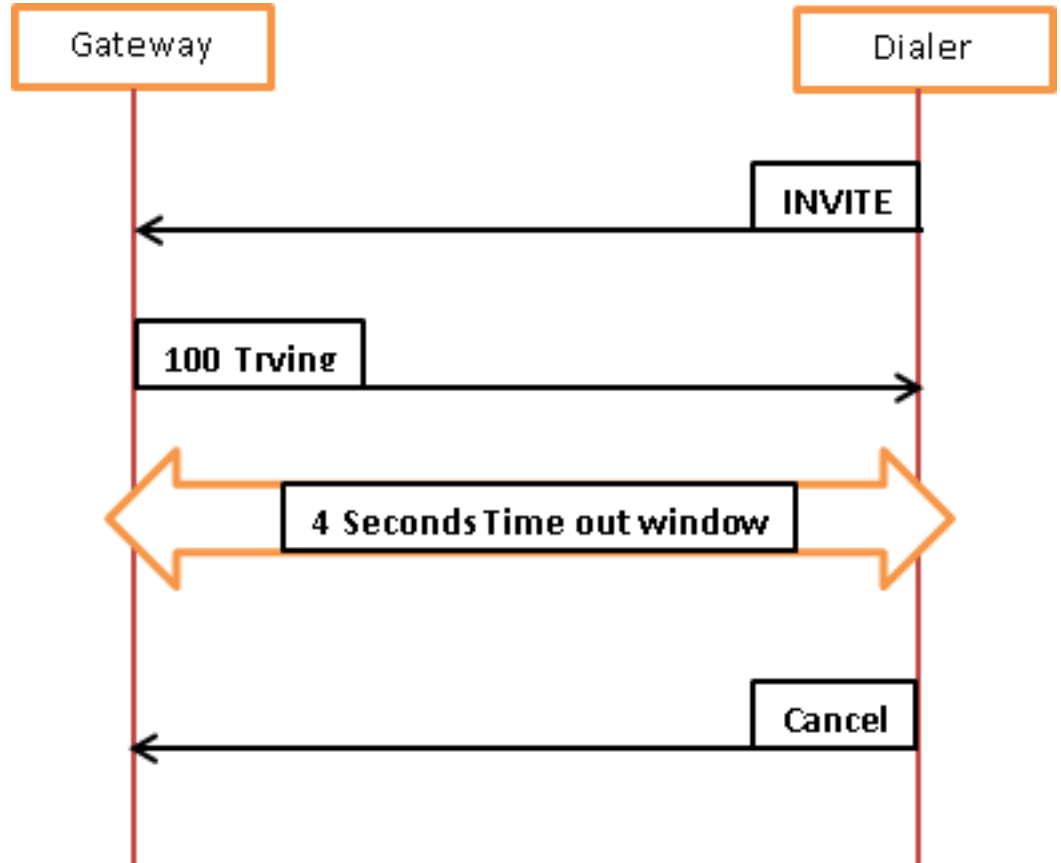 Gateway
Dialer
INVITE
100 Trying
4 Seconds Time out window
Cancel